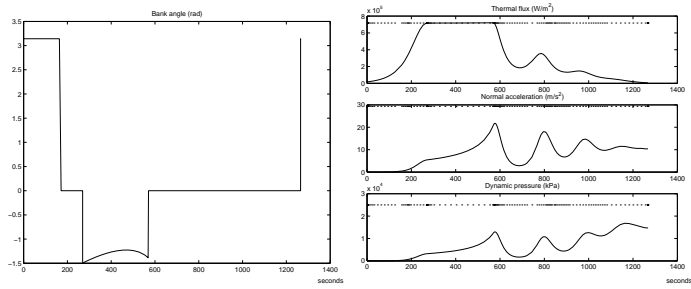 Bank angle (rad)
3.5
3
2.5
2
1.5
1
0.5
0
−0.5
−1
−1.5
0 200 400 600 800 1000 1200 1400
seconds
x 10
Thermal flux (W/m²)
8
6
4
2
0
0 200 400 600 800 1000 1200 1400
Normal acceleration (m/s²)
30
20
10
0
0 200 400 600 800 1000 1200 1400
x 10⁴
Dynamic pressure (kPa)
3
2
1
0
0 200 400 600 800 1000 1200 1400
seconds